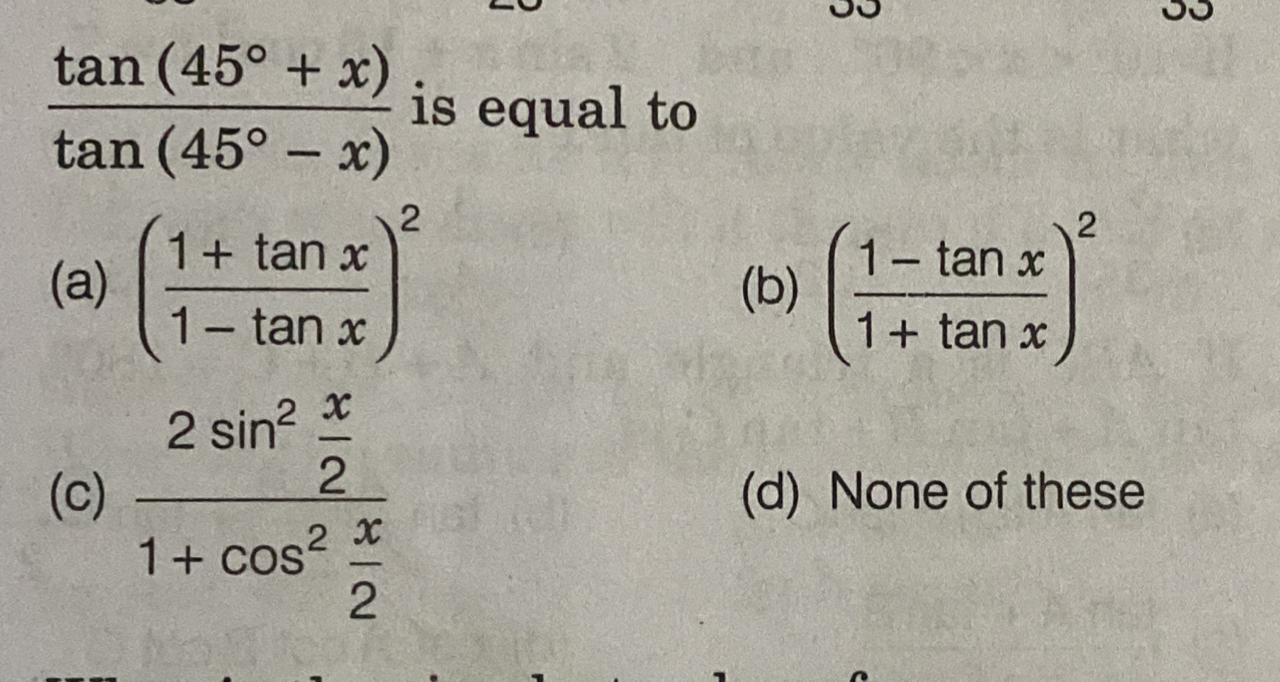 tan (45° + x) / tan (45° – x) is equal to
(a) ((1 + tan x) / (1 – tan x))²
(b) ((1 – tan x) / (1 + tan x))²
(c) (2 sin² x/2) / (1 + cos² x/2)
(d) None of these